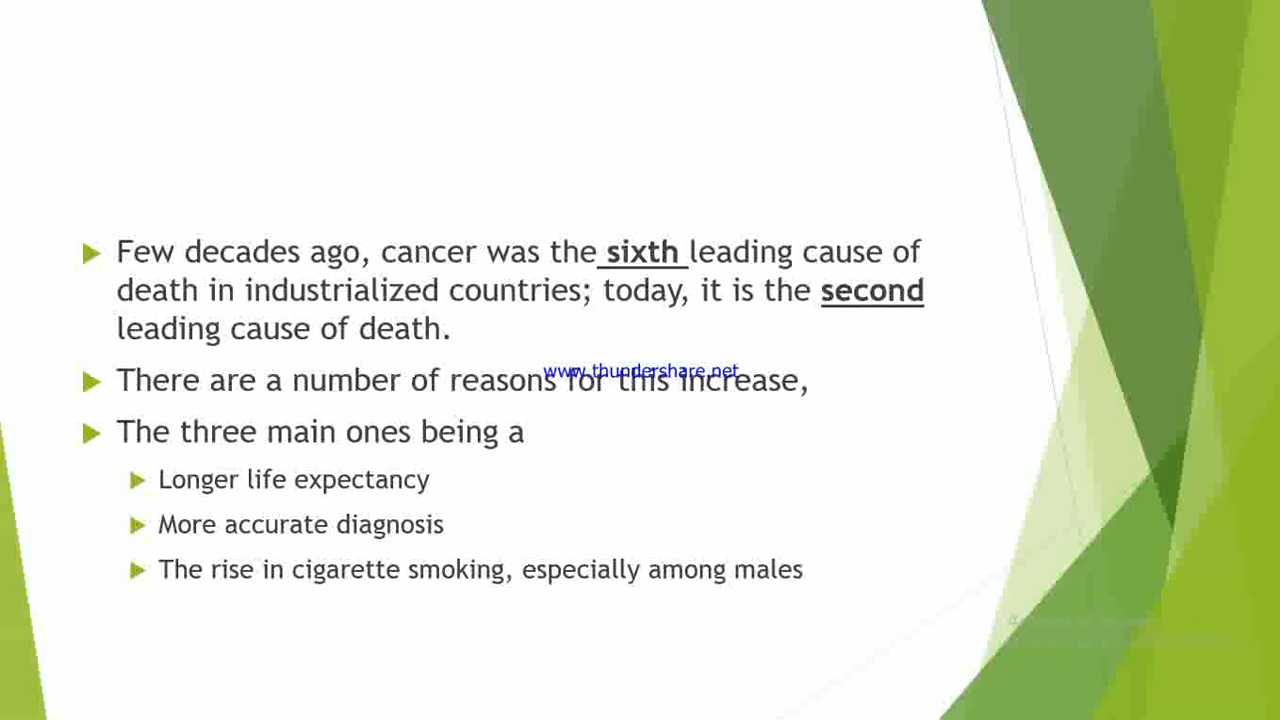 Few decades ago, cancer was the sixth leading cause of
death in industrialized countries; today, it is the second
leading cause of death.
www.thundershare.net
There are a number of reasons for this increase,
The three main ones being a
Longer life expectancy
More accurate diagnosis
The rise in cigarette smoking, especially among males